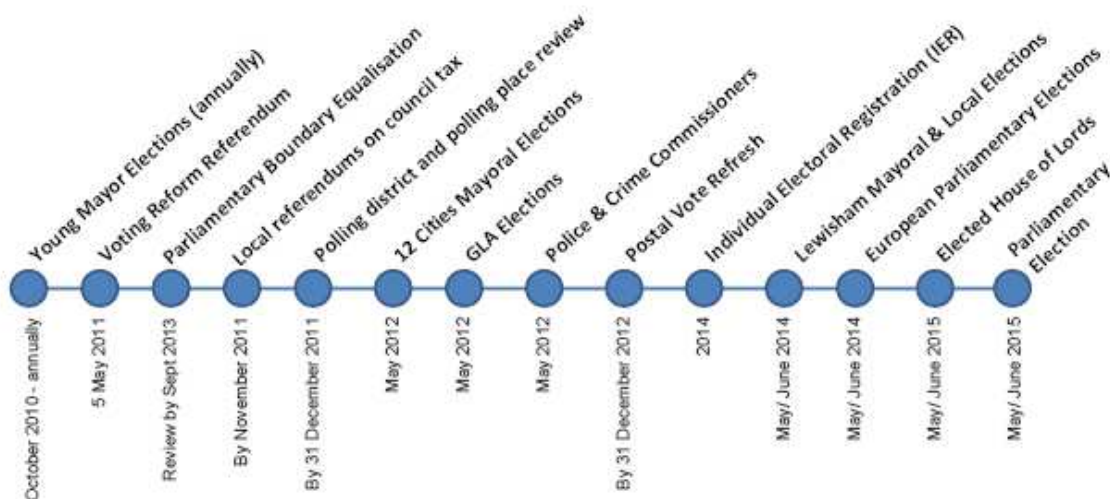 Young Mayor Elections (annually)
Voting Reform Referendum
Parliamentary Boundary Equalisation
Local referendums on council tax
Polling district and polling place review
12 Cities Mayoral Elections
GLA Elections
Police & Crime Commissioners
Postal Vote Refresh
Individual Electoral Registration (IER)
Lewisham Mayoral & Local Elections
European Parliamentary Elections
Elected House of Lords
Parliamentary
Election
October 2010 - annually
5 May 2011
Review by Sept 2013
By November 2011
By 31 December 2011
May 2012
May 2012
May 2012
By 31 December 2012
2014
May/ June 2014
May/ June 2014
May/ June 2015
May/ June 2015